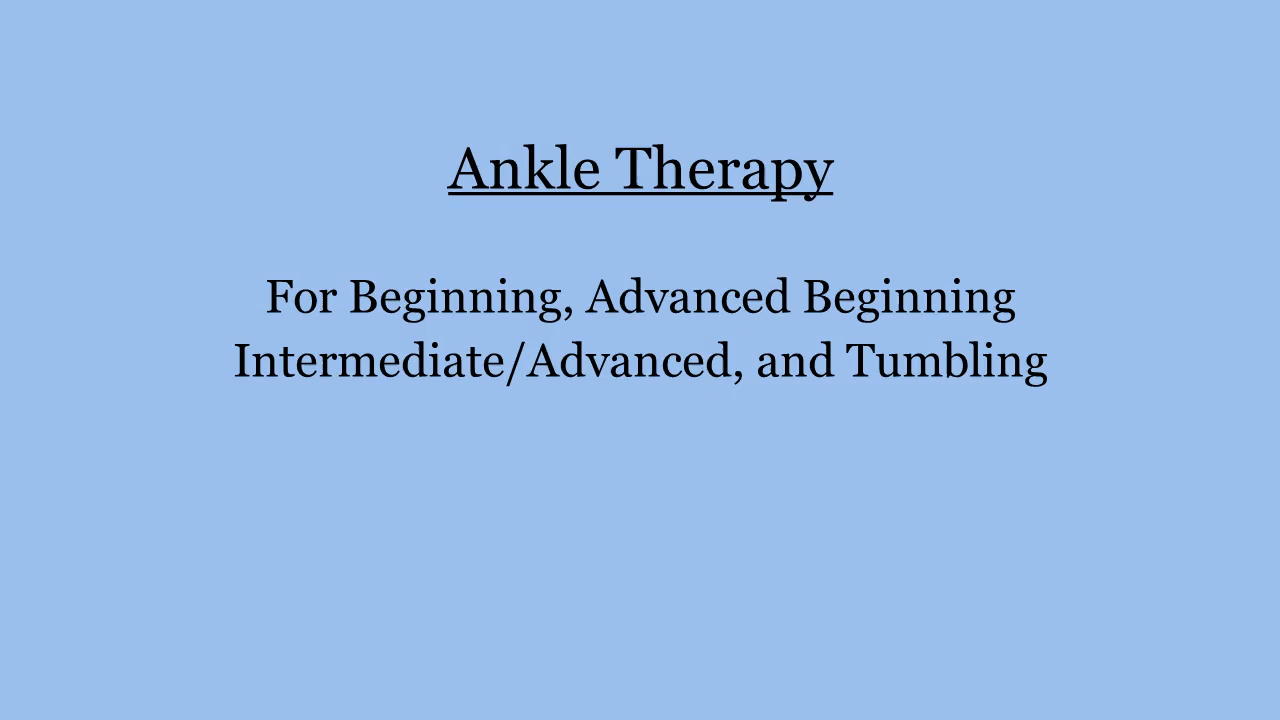 Ankle Therapy
For Beginning, Advanced Beginning
Intermediate/Advanced, and Tumbling